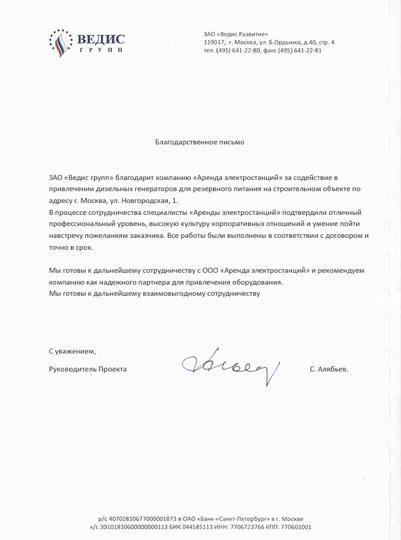 ВЕДИС
ГРУПП
ЗАО «Ведис Развитие»
119017, г. Москва, ул. Б.Ордынка, д.40, стр. 4
тел. (495) 641-22-80, факс (495) 641-22-81
Благодарственное письмо
ЗАО «Ведис групп» благодарит компанию «Аренда электростанций» за содействие в
привлечении дизельных генераторов для резервного питания на строительном объекте по
адресу г. Москва, ул. Новгородская, 1.
В процессе сотрудничества специалисты «Аренды электростанций» подтвердили отличный
профессиональный уровень, высокую культуру корпоративных отношений и умение пойти
навстречу пожеланиям заказчика. Все работы были выполнены в соответствии с договором и
точно в срок.
Мы готовы к дальнейшему сотрудничеству с ООО «Аренда электростанций» и рекомендуем
компанию как надежного партнера для привлечения оборудования.
Мы готовы к дальнейшему взаимовыгодному сотрудничеству
С уважением,
Руководитель Проекта
С. Алябьев.
р/с 40702810677000001873 в ОАО «Банк «Санкт-Петербург» в г. Москве
к/с 30101810600000000113 БИК 044585113 ИНН: 7706723766 КПП: 770601001